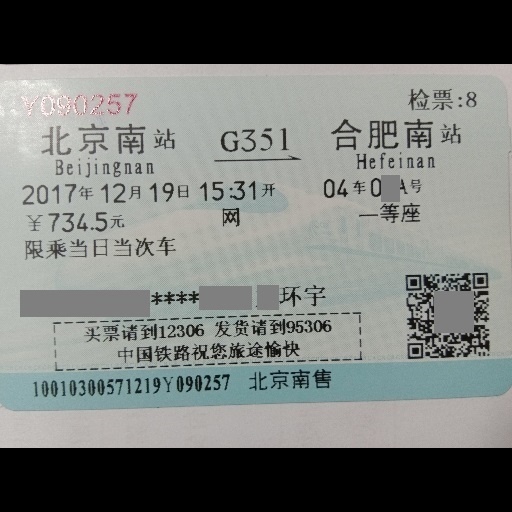 Y090257 检票:8
北京南站 G351 合肥南站
Beijingnan Hefeinan
2017年12月19日 15:31开 04车0 A号
￥734.5元 网 一等座
限乘当日当次车
**** 环宇
买票请到12306 发货请到95306
中国铁路祝您旅途愉快
10010300571219Y090257 北京南售